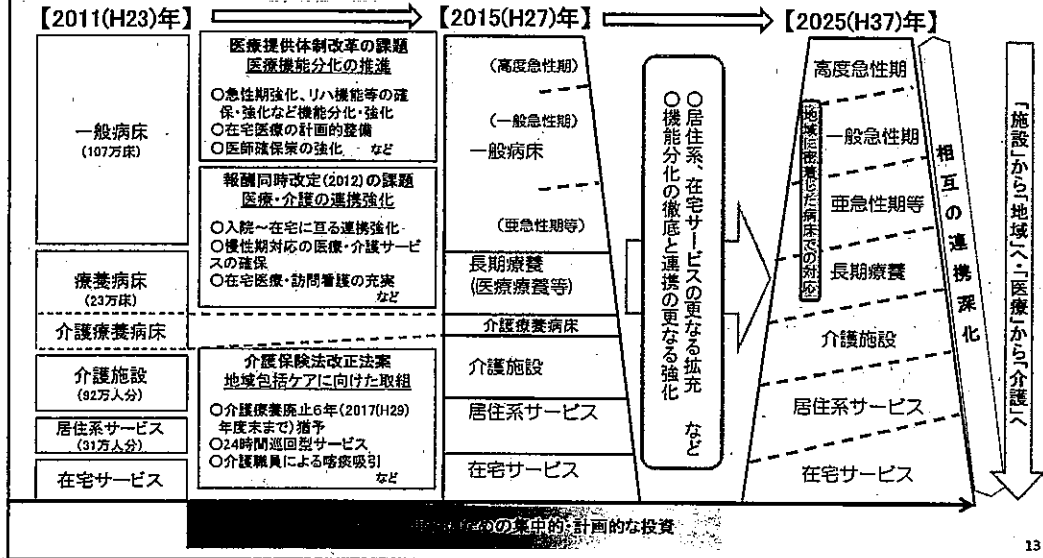 【2011(H23)年】
【2015(H27)年】
【2025(H37)年】
一般病床
(107万床)
療養病床
(23万床)
介護療養病床
介護施設
(92万人分)
居住系サービス
(31万人分)
在宅サービス
医療提供体制改革の課題
医療機能分化の推進
○急性期強化、リハ機能等の確
保・強化など機能分化・強化
○在宅医療の計画的整備
○医師確保策の強化 など
報酬同時改定(2012)の課題
医療・介護の連携強化
○入院～在宅に亘る連携強化
○慢性期対応の医療・介護サービ
スの確保
○在宅医療・訪問看護の充実
など
介護保険法改正法案
地域包括ケアに向けた取組
○介護療養廃止6年(2017(H29)
年度末まで)猶予
○24時間巡回型サービス
○介護職員による喀痰吸引
など
(高度急性期)
(一般急性期)
一般病床
(亜急性期等)
長期療養
(医療療養等)
介護療養病床
介護施設
居住系サービス
在宅サービス
○居住系、在宅サービスの更なる拡充
○機能分化の徹底と連携の更なる強化
など
高度急性期
一般急性期
亜急性期等
長期療養
介護施設
居住系サービス
在宅サービス
地域に密着した病床での対応
相互の連携深化
「施設」から「地域」へ・「医療」から「介護」へ
の集中的・計画的な投資
13